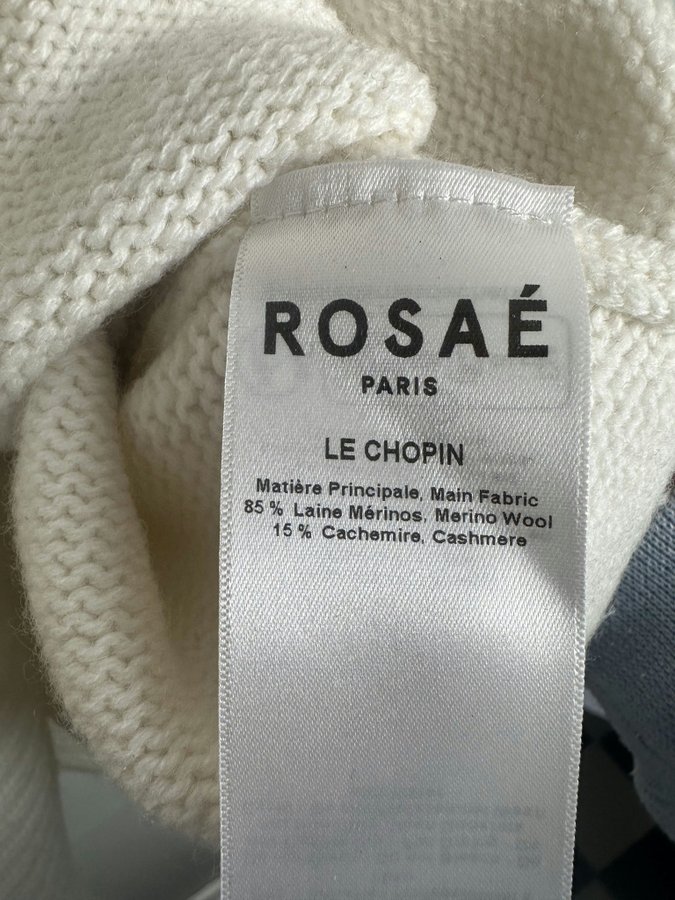 ROSAÉ
PARIS
LE CHOPIN
Matière Principale, Main Fabric
85 % Laine Mérinos, Merino Wool
15 % Cachemire, Cashmere